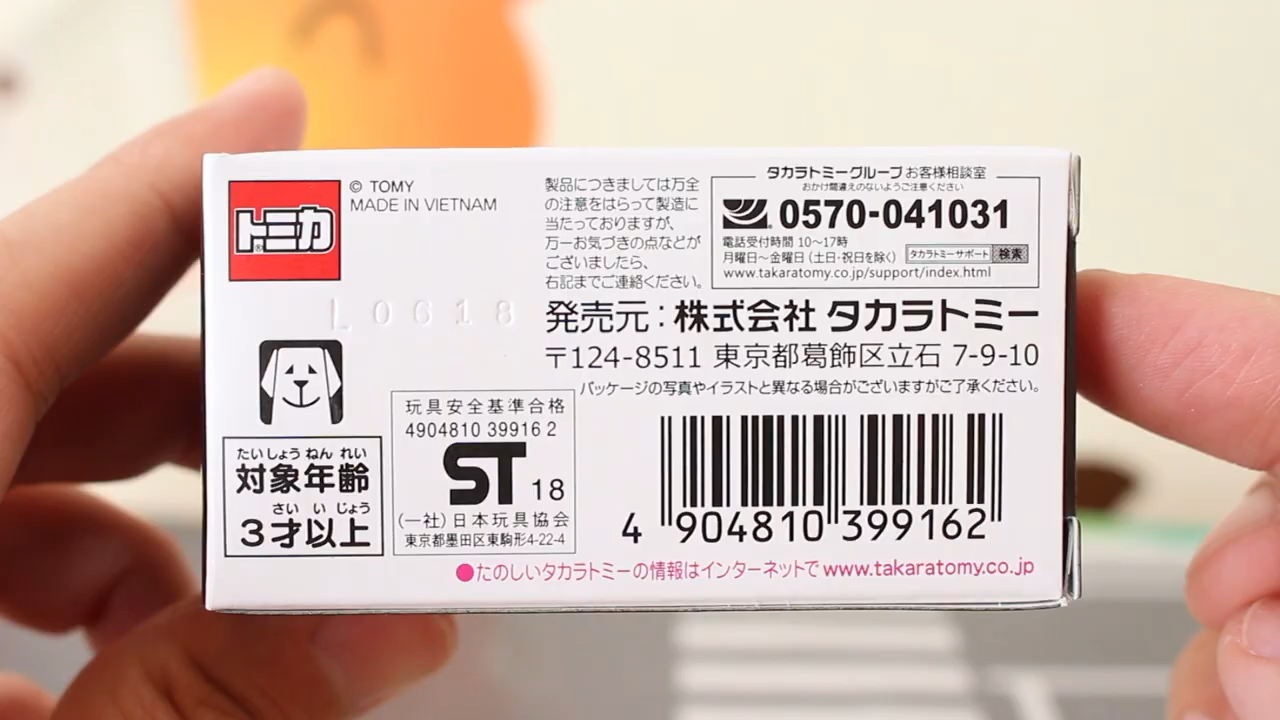 トミカ
®
© TOMY
MADE IN VIETNAM
L0618
たいしょう ねん れい
対象年齢
さい い じょう
3才以上
玩具安全基準合格
4904810 39916 2
ST 18
(一社)日本玩具協会
東京都墨田区東駒形4-22-4
製品につきましては万全
の注意をはらって製造に
当たっておりますが、
万一お気づきの点などが
ございましたら、
右記までご連絡ください。
タカラトミーグループお客様相談室
おかけ間違えのないようご注意ください
0570-041031
電話受付時間 10〜17時
月曜日〜金曜日(土日・祝日を除く) タカラトミーサポート 検索
www.takaratomy.co.jp/support/index.html
発売元:株式会社 タカラトミー
〒124-8511 東京都葛飾区立石 7-9-10
パッケージの写真やイラストと異なる場合がございますがご了承ください。
4 904810 399162
●たのしいタカラトミーの情報はインターネットで www.takaratomy.co.jp